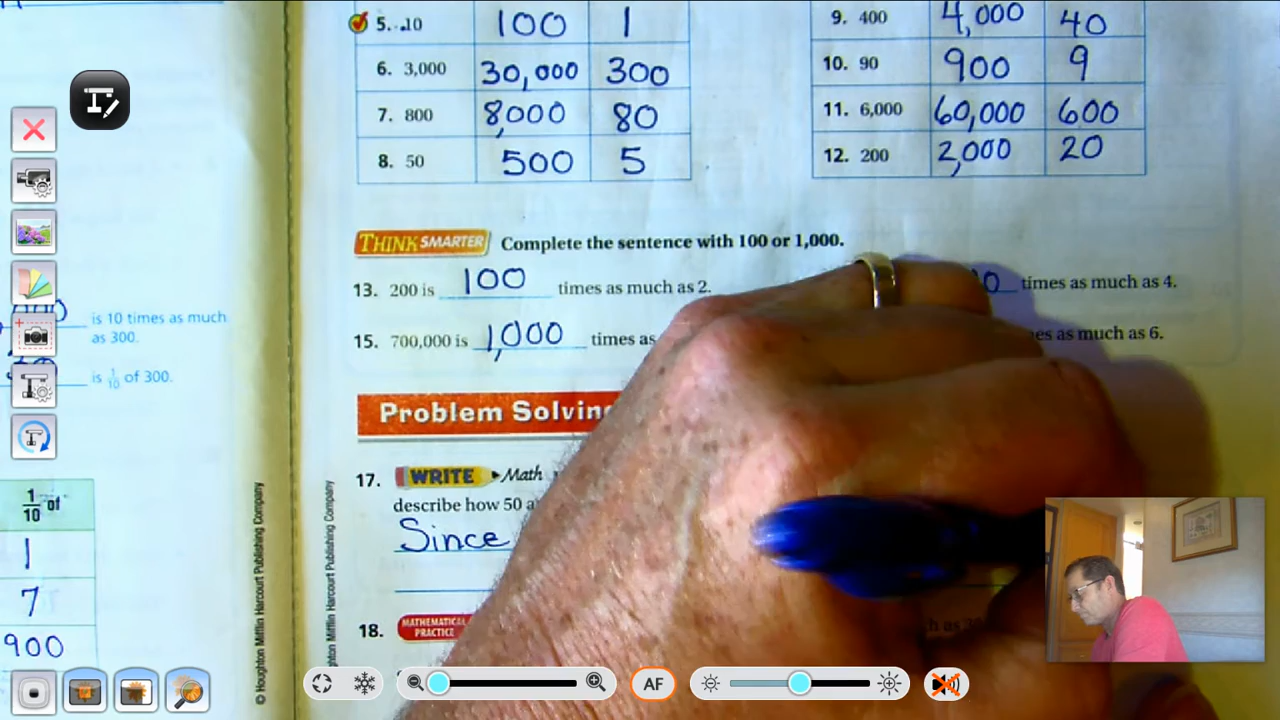 5. 10 100 1
6. 3,000 30,000 300
7. 800 8,000 80
8. 50 500 5
9. 400 4,000 40
10. 90 900 9
11. 6,000 60,000 600
12. 200 2,000 20
THINK SMARTER Complete the sentence with 100 or 1,000.
13. 200 is 100 times as much as 2.
times as much as 4.
15. 700,000 is 1,000 times as
as much as 6.
Problem Solving
17. WRITE Math
describe how 50
Since
18. MATHEMATICAL
PRACTICE
is 10 times as much
as 300.
is 1/10 of 300.
1/10 of
1
7
900
© Houghton Mifflin Harcourt Publishing Company
Mifflin Harcourt Publishing Company
AF